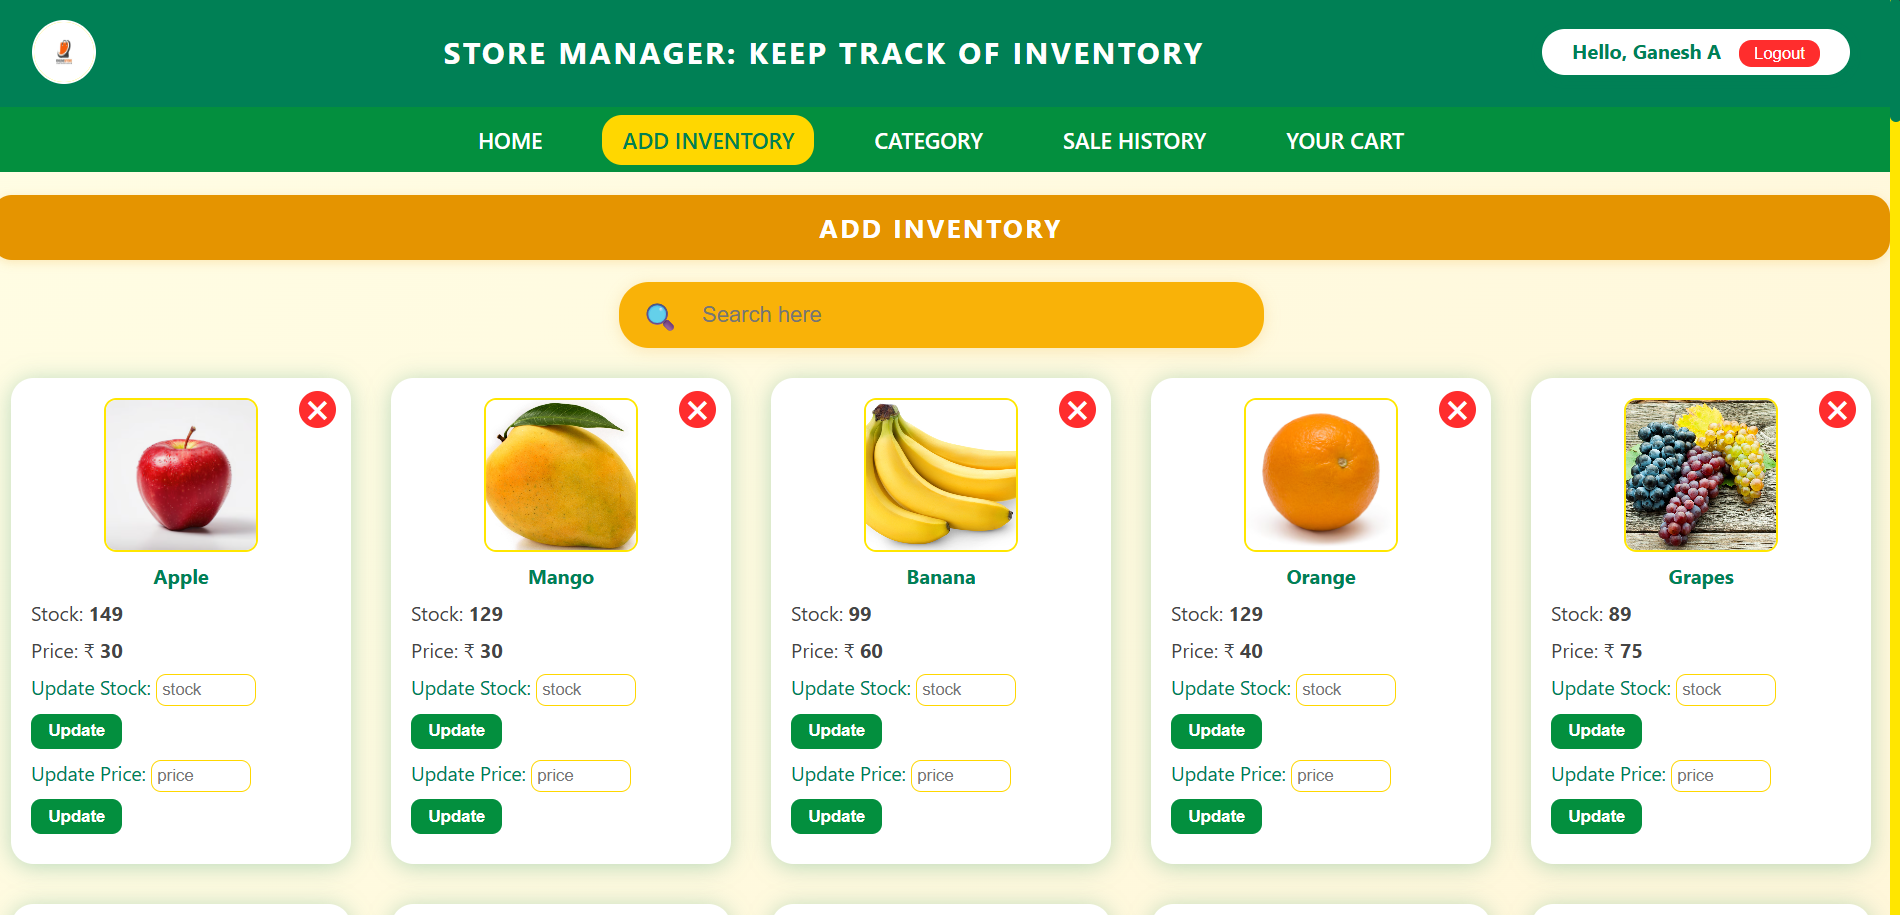 STORE MANAGER: KEEP TRACK OF INVENTORY
Hello, Ganesh A
Logout
HOME
ADD INVENTORY
CATEGORY
SALE HISTORY
YOUR CART
ADD INVENTORY
Search here
Apple
Stock: 149
Price: ₹ 30
Update Stock: stock
Update
Update Price: price
Update
Mango
Stock: 129
Price: ₹ 30
Update Stock: stock
Update
Update Price: price
Update
Banana
Stock: 99
Price: ₹ 60
Update Stock: stock
Update
Update Price: price
Update
Orange
Stock: 129
Price: ₹ 40
Update Stock: stock
Update
Update Price: price
Update
Grapes
Stock: 89
Price: ₹ 75
Update Stock: stock
Update
Update Price: price
Update